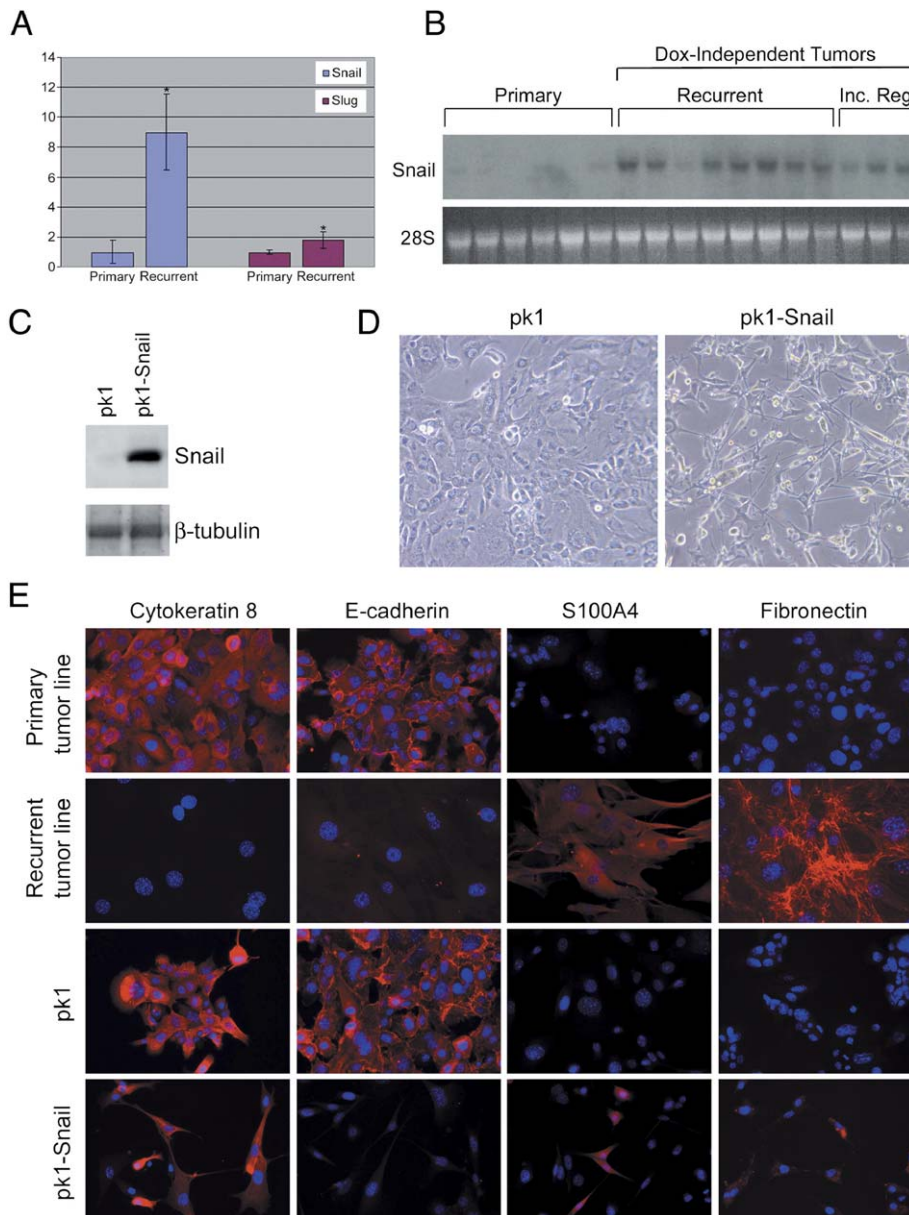 A
14
12
10
8
6
4
2
0
Snail
Slug
*
*
Primary Recurrent
Primary Recurrent
B
Dox-Independent Tumors
Primary
Recurrent
Inc. Reg
Snail
28S
C
pk1
pk1-Snail
Snail
β-tubulin
D
pk1
pk1-Snail
E
Cytokeratin 8
E-cadherin
S100A4
Fibronectin
Primary
tumor line
Recurrent
tumor line
pk1
pk1-Snail